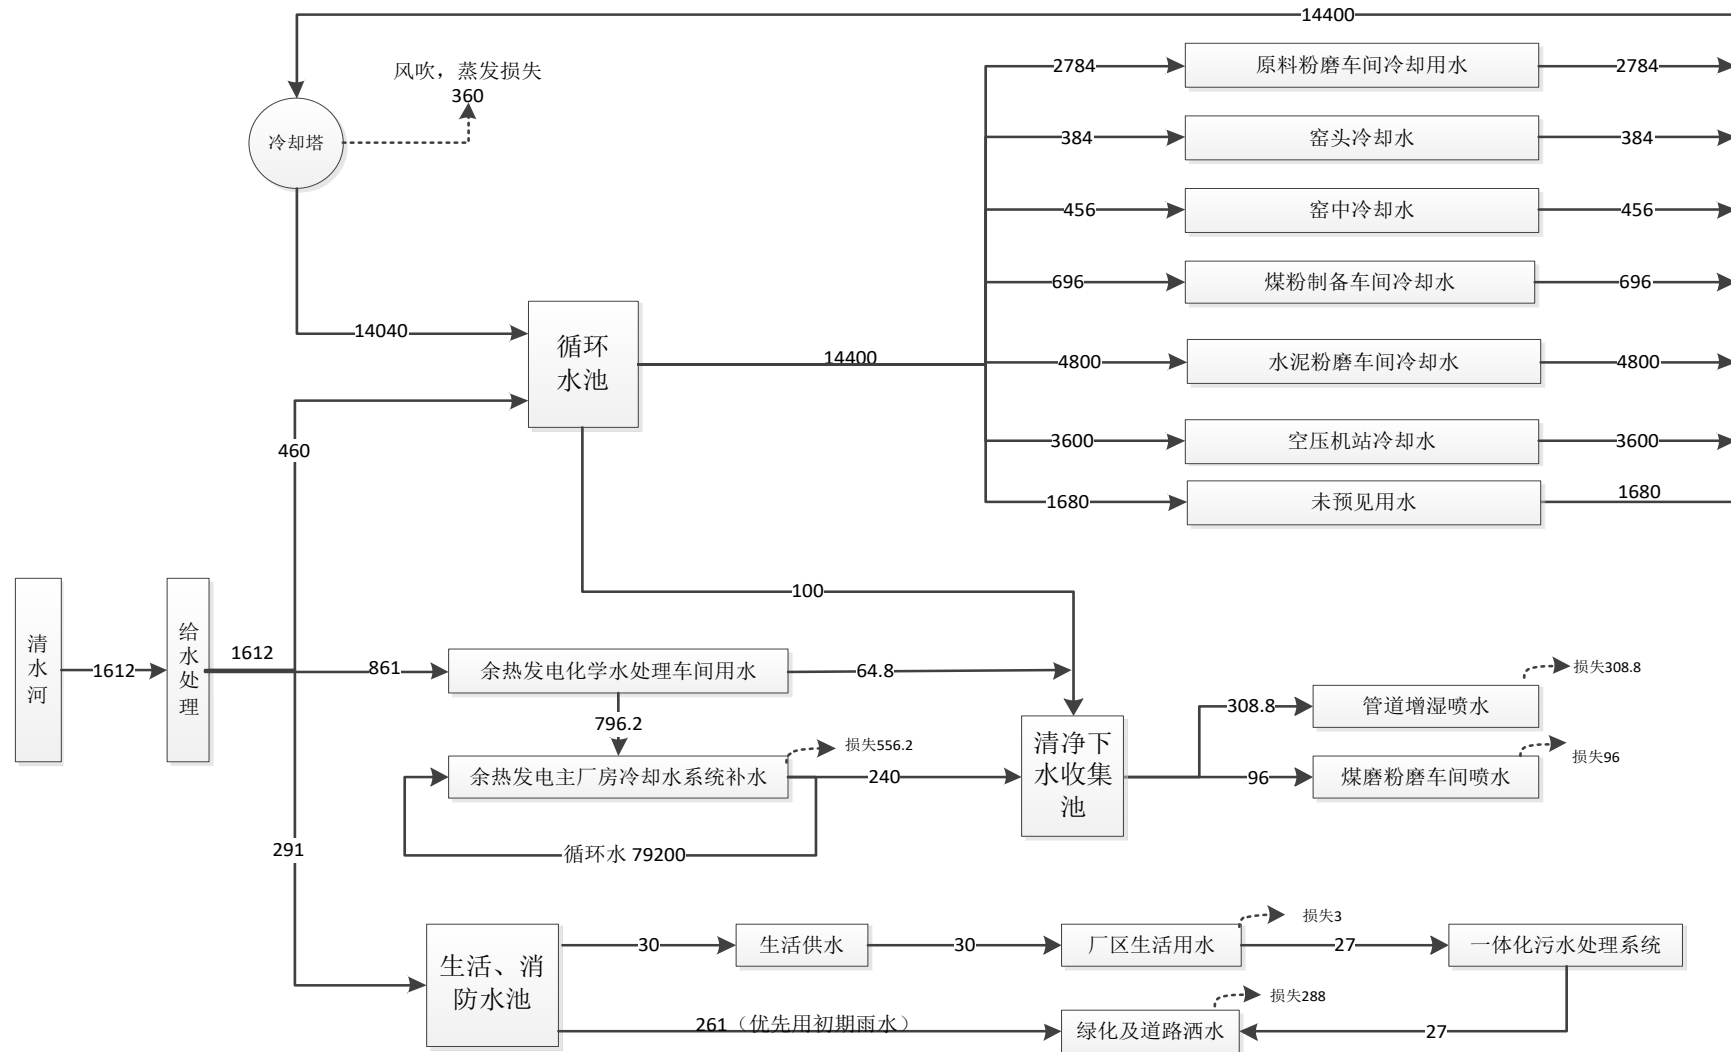 14400
风吹，蒸发损失
360
冷却塔
2784
原料粉磨车间冷却用水
2784
384
窑头冷却水
384
456
窑中冷却水
456
696
煤粉制备车间冷却水
696
14040
循环
水池
14400
4800
水泥粉磨车间冷却水
4800
460
3600
空压机站冷却水
3600
1680
未预见用水
1680
100
清
水
河
1612
给
水
处
理
1612
861
余热发电化学水处理车间用水
64.8
796.2
损失556.2
余热发电主厂房冷却水系统补水
240
循环水 79200
清净下
水收集
池
308.8
管道增湿喷水
损失308.8
96
煤磨粉磨车间喷水
损失96
291
生活、消
防水池
30
生活供水
30
厂区生活用水
损失3
27
一体化污水处理系统
261（优先用初期雨水）
绿化及道路洒水
损失288
27